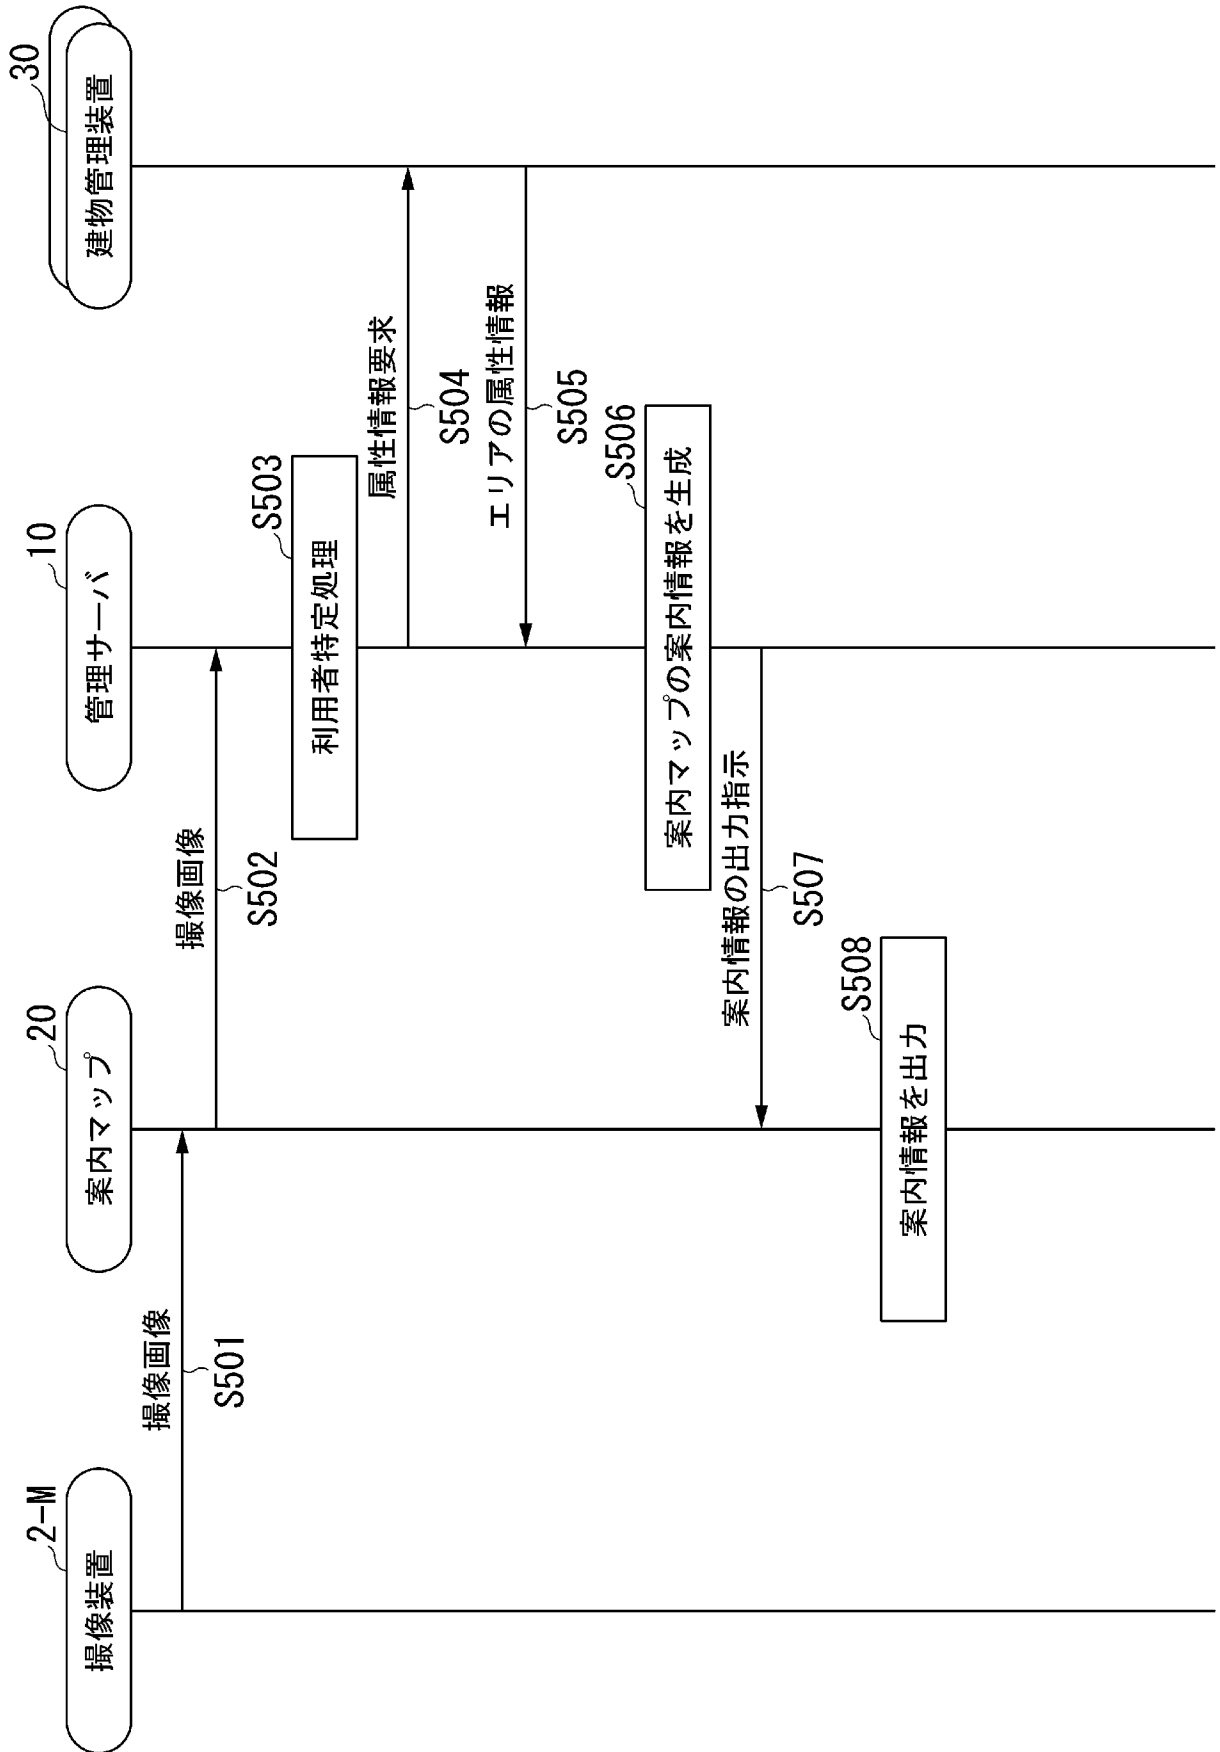 2-M
撮像装置
20
案内マップ
10
管理サーバ
30
建物管理装置
撮像画像
S501
撮像画像
S502
S503
利用者特定処理
属性情報要求
S504
エリアの属性情報
S505
S506
案内マップの案内情報を生成
案内情報の出力指示
S507
S508
案内情報を出力